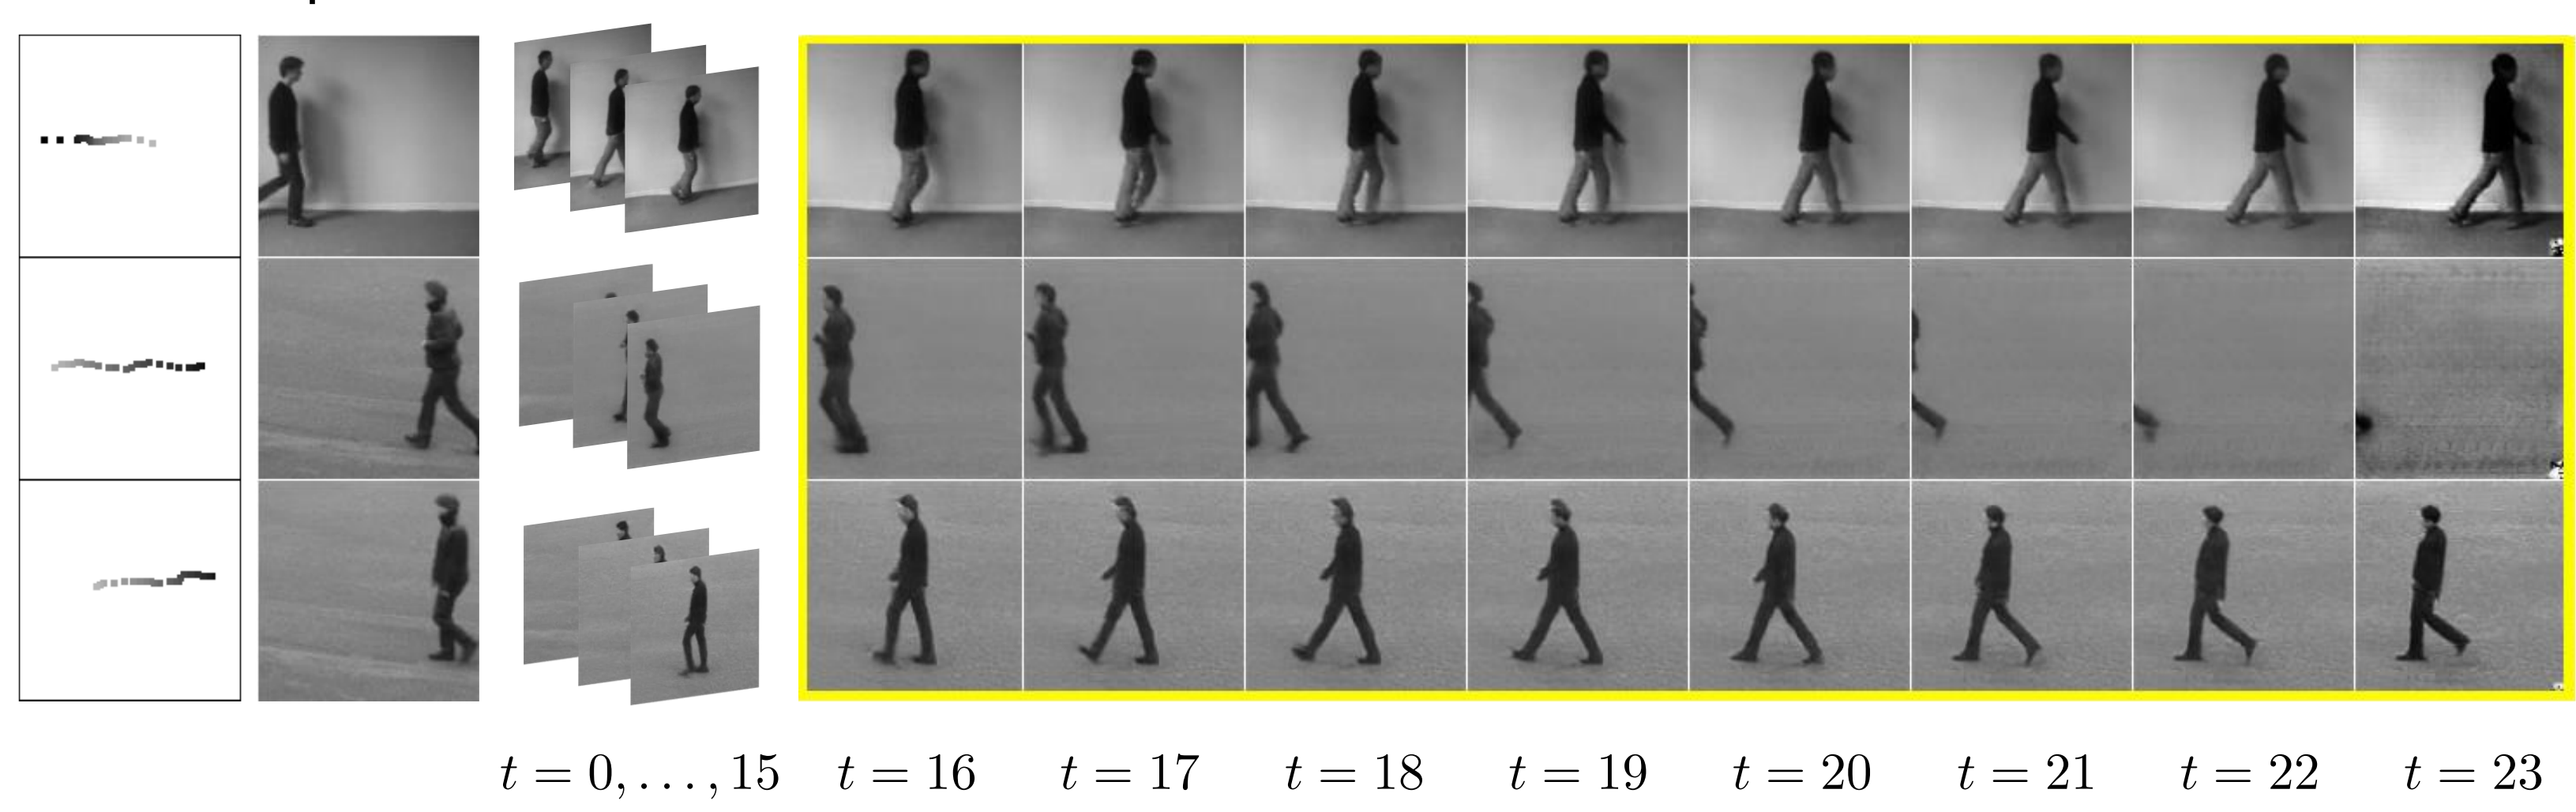 t = 0, . . . , 15 t = 16 t = 17 t = 18 t = 19 t = 20 t = 21 t = 22 t = 23